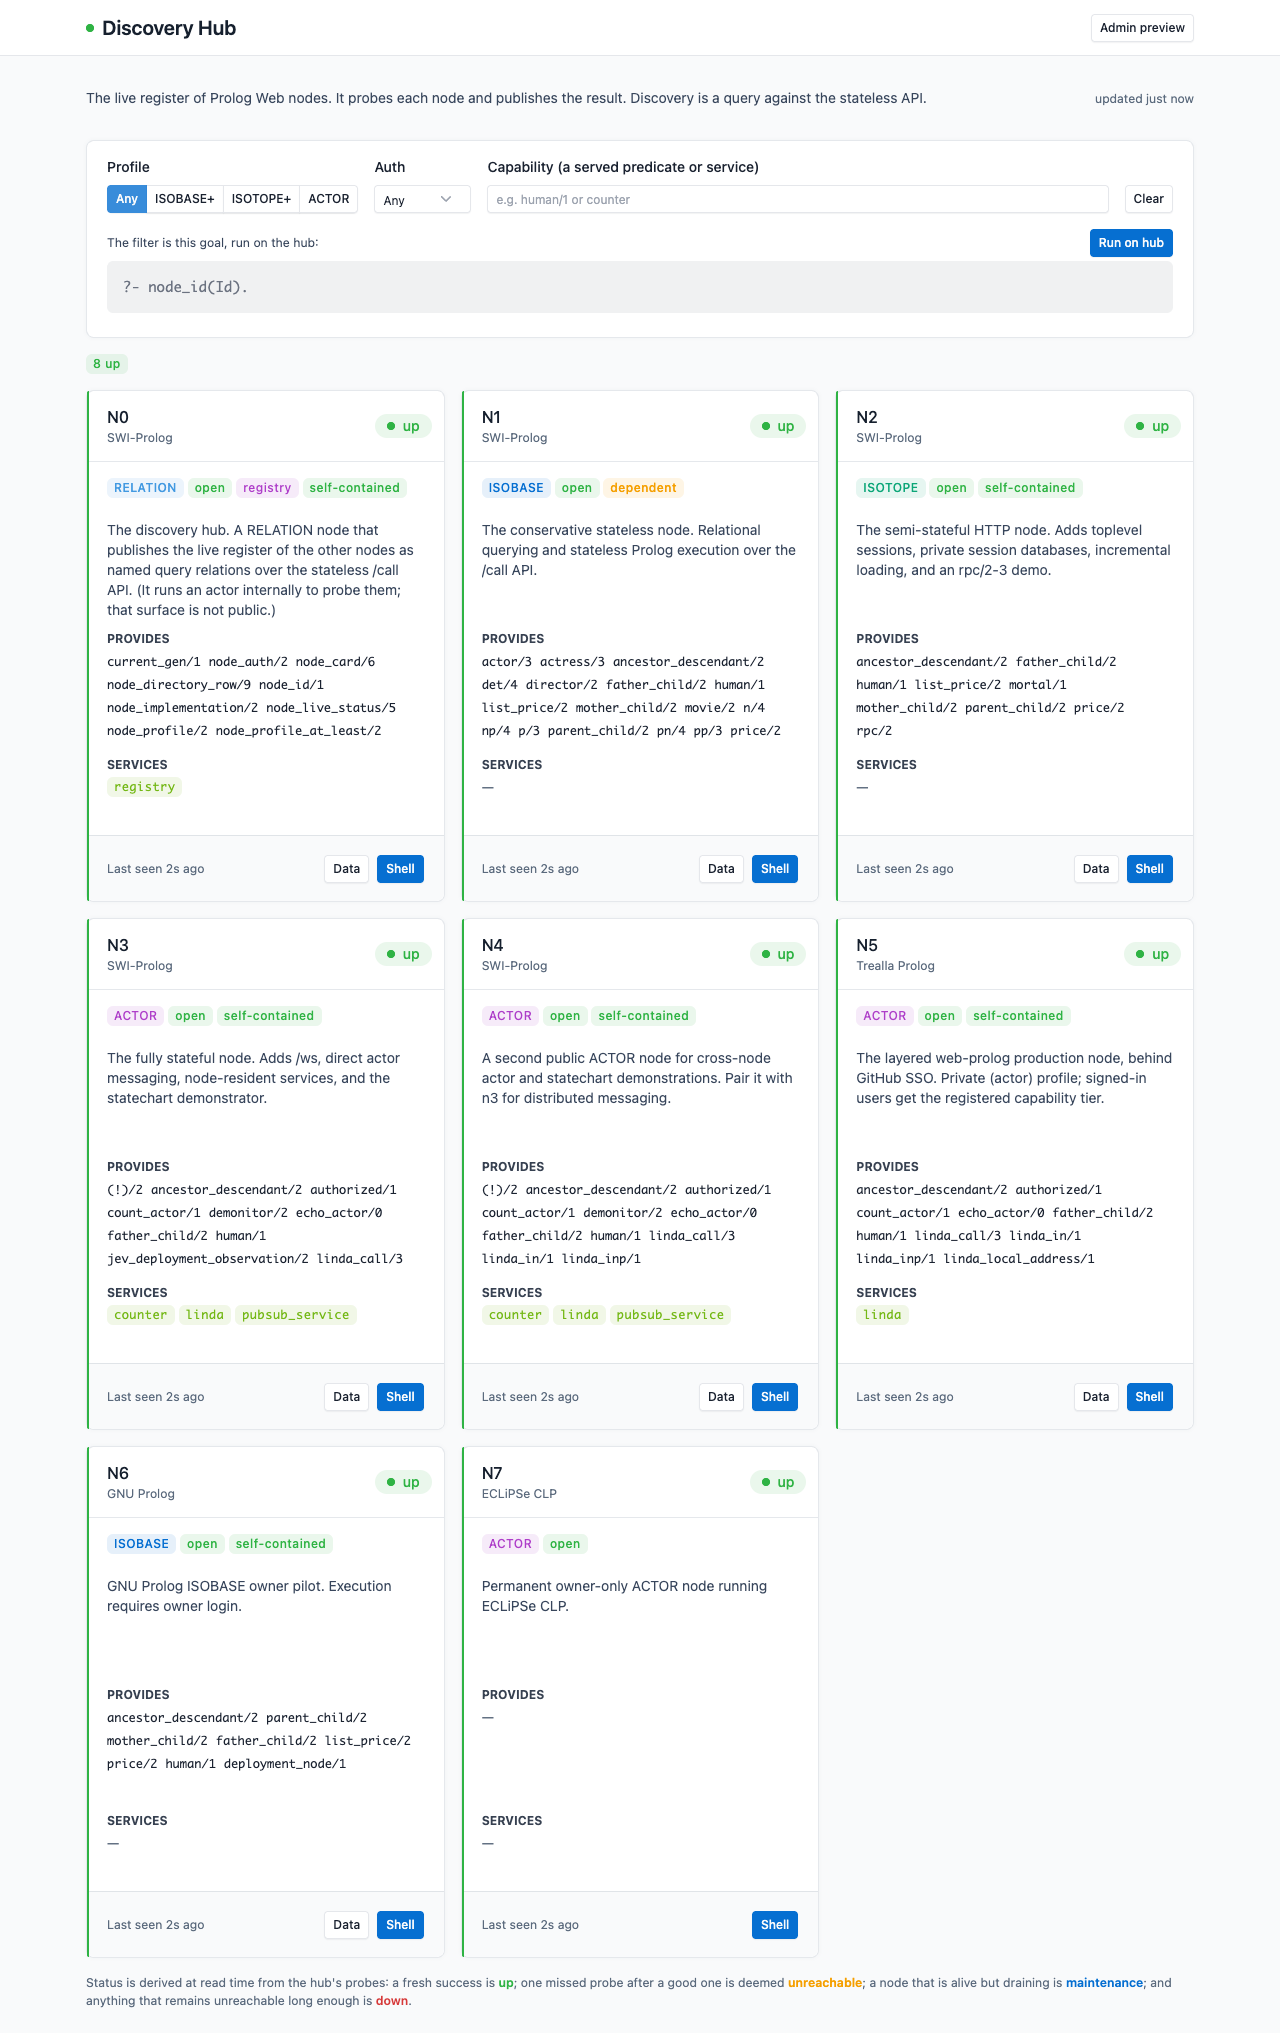 Discovery Hub
Admin preview
The live register of Prolog Web nodes. It probes each node and publishes the result. Discovery is a query against the stateless API.
updated just now
Profile
Auth
Capability (a served predicate or service)
Any
ISOBASE+
ISOTOPE+
ACTOR
Any
e.g. human/1 or counter
Clear
The filter is this goal, run on the hub:
Run on hub
?- node_id(Id).
8 up
N0
SWI-Prolog
up
RELATION open registry self-contained
The discovery hub. A RELATION node that
publishes the live register of the other nodes as
named query relations over the stateless /call
API. (It runs an actor internally to probe them;
that surface is not public.)
PROVIDES
current_gen/1 node_auth/2 node_card/6
node_directory_row/9 node_id/1
node_implementation/2 node_live_status/5
node_profile/2 node_profile_at_least/2
SERVICES
registry
Last seen 2s ago
Data
Shell
N1
SWI-Prolog
up
ISOBASE open dependent
The conservative stateless node. Relational
querying and stateless Prolog execution over the
/call API.
PROVIDES
actor/3 actress/3 ancestor_descendant/2
det/4 director/2 father_child/2 human/1
list_price/2 mother_child/2 movie/2 n/4
np/4 p/3 parent_child/2 pn/4 pp/3 price/2
SERVICES
—
Last seen 2s ago
Data
Shell
N2
SWI-Prolog
up
ISOTOPE open self-contained
The semi-stateful HTTP node. Adds toplevel
sessions, private session databases, incremental
loading, and an rpc/2-3 demo.
PROVIDES
ancestor_descendant/2 father_child/2
human/1 list_price/2 mortal/1
mother_child/2 parent_child/2 price/2
rpc/2
SERVICES
—
Last seen 2s ago
Data
Shell
N3
SWI-Prolog
up
ACTOR open self-contained
The fully stateful node. Adds /ws, direct actor
messaging, node-resident services, and the
statechart demonstrator.
PROVIDES
(!)/2 ancestor_descendant/2 authorized/1
count_actor/1 demonitor/2 echo_actor/0
father_child/2 human/1
jev_deployment_observation/2 linda_call/3
SERVICES
counter linda pubsub_service
Last seen 2s ago
Data
Shell
N4
SWI-Prolog
up
ACTOR open self-contained
A second public ACTOR node for cross-node
actor and statechart demonstrations. Pair it with
n3 for distributed messaging.
PROVIDES
(!)/2 ancestor_descendant/2 authorized/1
count_actor/1 demonitor/2 echo_actor/0
father_child/2 human/1 linda_call/3
linda_in/1 linda_inp/1
SERVICES
counter linda pubsub_service
Last seen 2s ago
Data
Shell
N5
Trealla Prolog
up
ACTOR open self-contained
The layered web-prolog production node, behind
GitHub SSO. Private (actor) profile; signed-in
users get the registered capability tier.
PROVIDES
ancestor_descendant/2 authorized/1
count_actor/1 echo_actor/0 father_child/2
human/1 linda_call/3 linda_in/1
linda_inp/1 linda_local_address/1
SERVICES
linda
Last seen 2s ago
Data
Shell
N6
GNU Prolog
up
ISOBASE open self-contained
GNU Prolog ISOBASE owner pilot. Execution
requires owner login.
PROVIDES
ancestor_descendant/2 parent_child/2
mother_child/2 father_child/2 list_price/2
price/2 human/1 deployment_node/1
SERVICES
—
Last seen 2s ago
Data
Shell
N7
ECLiPSe CLP
up
ACTOR open
Permanent owner-only ACTOR node running
ECLiPSe CLP.
PROVIDES
—
SERVICES
—
Last seen 2s ago
Shell
Status is derived at read time from the hub's probes: a fresh success is up; one missed probe after a good one is deemed unreachable; a node that is alive but draining is maintenance; and
anything that remains unreachable long enough is down.